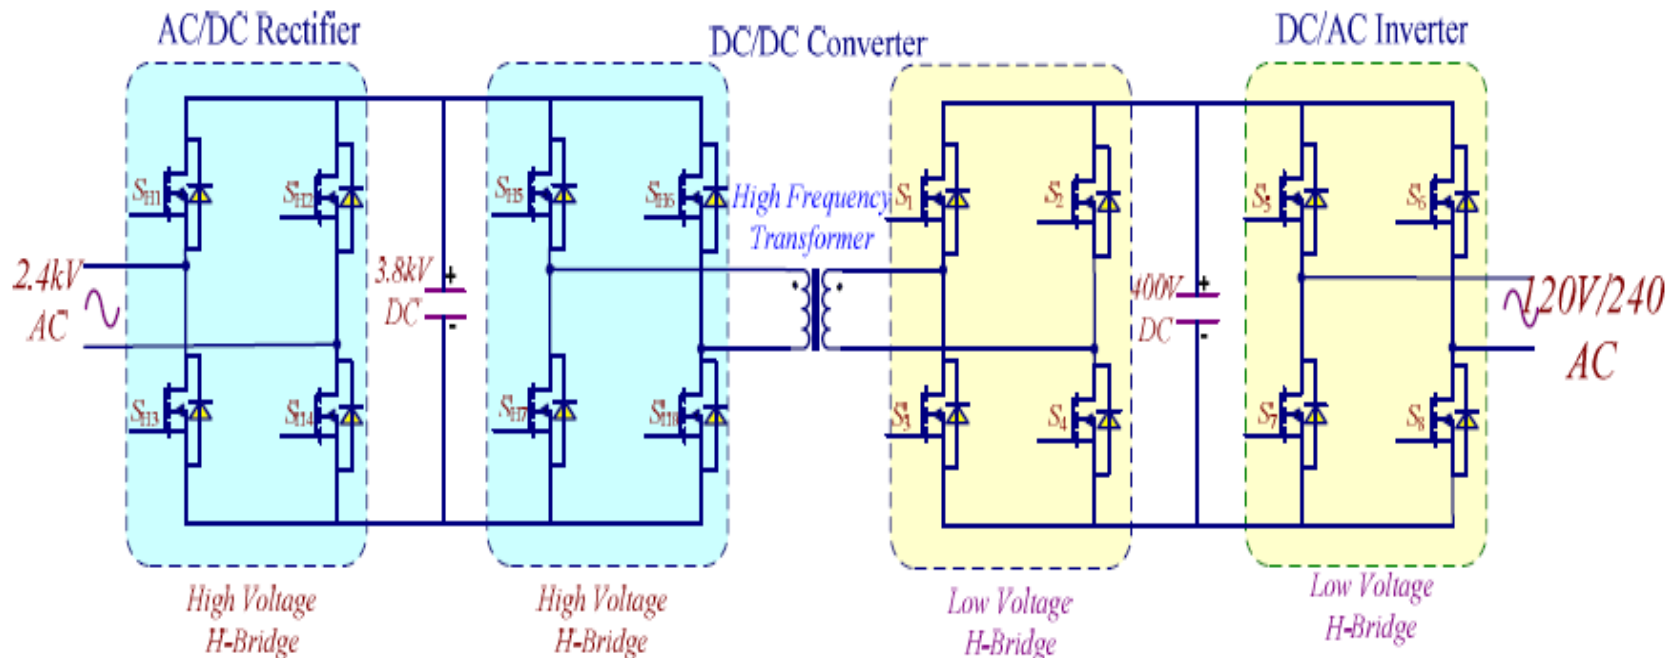 AC/DC Rectifier
DC/DC Converter
DC/AC Inverter
SH1
SH2
SH5
SH6
High Frequency
Transformer
S1
S2
S5
S6
2.4kV
AC
3.8kV
DC
400V
DC
120V/240
AC
SH3
SH4
SH7
SH8
S3
S4
S7
S8
+
-
+
-
High Voltage
H-Bridge
High Voltage
H-Bridge
Low Voltage
H-Bridge
Low Voltage
H-Bridge